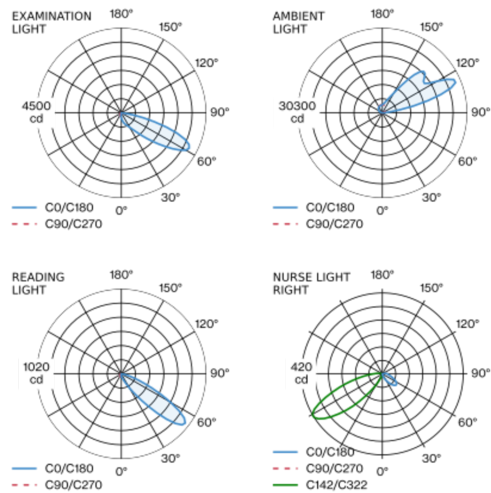 EXAMINATION
LIGHT
180°
150°
120°
4500
cd
90°
60°
30°
0°
C0/C180
C90/C270
AMBIENT
LIGHT
180°
150°
120°
30300
cd
90°
60°
30°
0°
C0/C180
C90/C270
READING
LIGHT
180°
150°
120°
1020
cd
90°
60°
30°
0°
C0/C180
C90/C270
NURSE LIGHT
RIGHT
180°
150°
120°
420
cd
90°
60°
30°
0°
C0/C180
C90/C270
C142/C322